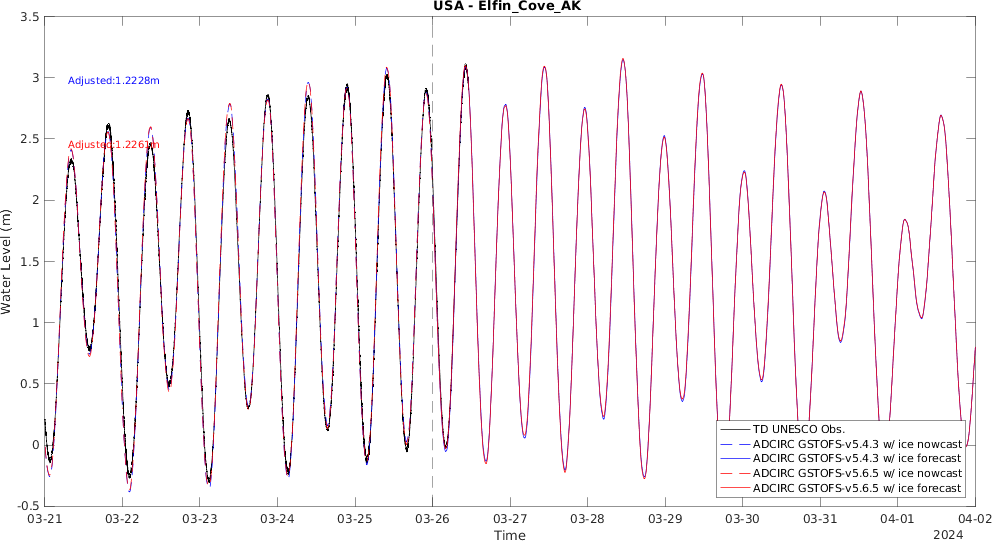 USA - Elfin_Cove_AK
3.5
3
2.5
2
1.5
1
0.5
0
-0.5
Water Level (m)
Adjusted:1.2228m
Adjusted:1.2261m
TD UNESCO Obs.
ADCIRC GSTOFS-v5.4.3 w/ ice nowcast
ADCIRC GSTOFS-v5.4.3 w/ ice forecast
ADCIRC GSTOFS-v5.6.5 w/ ice nowcast
ADCIRC GSTOFS-v5.6.5 w/ ice forecast
03-21 03-22 03-23 03-24 03-25 03-26 03-27 03-28 03-29 03-30 03-31 04-01 04-02
Time
2024